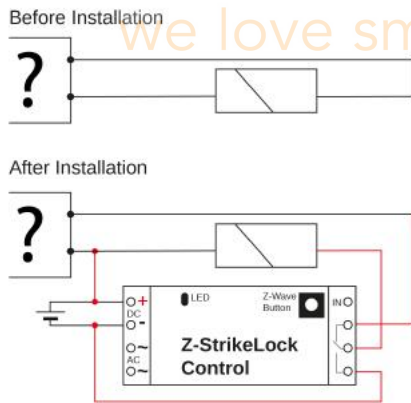 Before Installation
we love sm
?
After Installation
?
+
DC
-
~
AC
~
LED
Z-Wave
Button
IN
Z-StrikeLock
Control